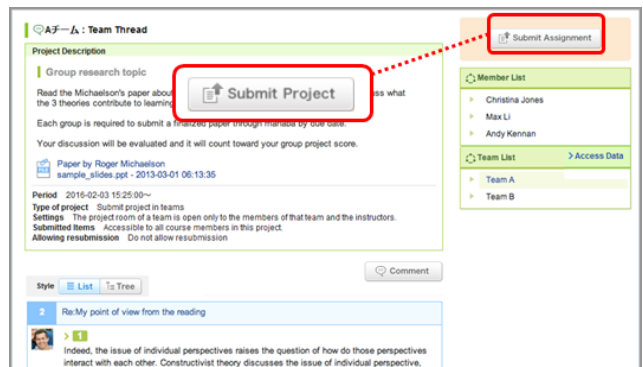 Aチーム : Team Thread
Project Description
Group research topic
Read the Michaelson's paper about
ss what
the 3 theories contribute to learning
Each group is required to submit a finalized paper through manaba by due date.
Your discussion will be evaluated and it will count toward your group project score.
Paper by Roger Michaelson
sample_slides.ppt - 2013-03-01 06:13:35
Period 2016-02-03 15:25:00~
Type of project Submit project in teams
Settings The project room of a team is open only to the members of that team and the instructors.
Submitted Items Accessible to all course members in this project.
Allowing resubmission Do not allow resubmission
Submit Project
Comment
Style List Tree
2 Re:My point of view from the reading
> 1
Indeed, the issue of individual perspectives raises the question of how do those perspectives
interact with each other. Constructivist theory discusses the issue of individual perspective,
Submit Assignment
Member List
Christina Jones
Max Li
Andy Kennan
Team List >Access Data
Team A
Team B